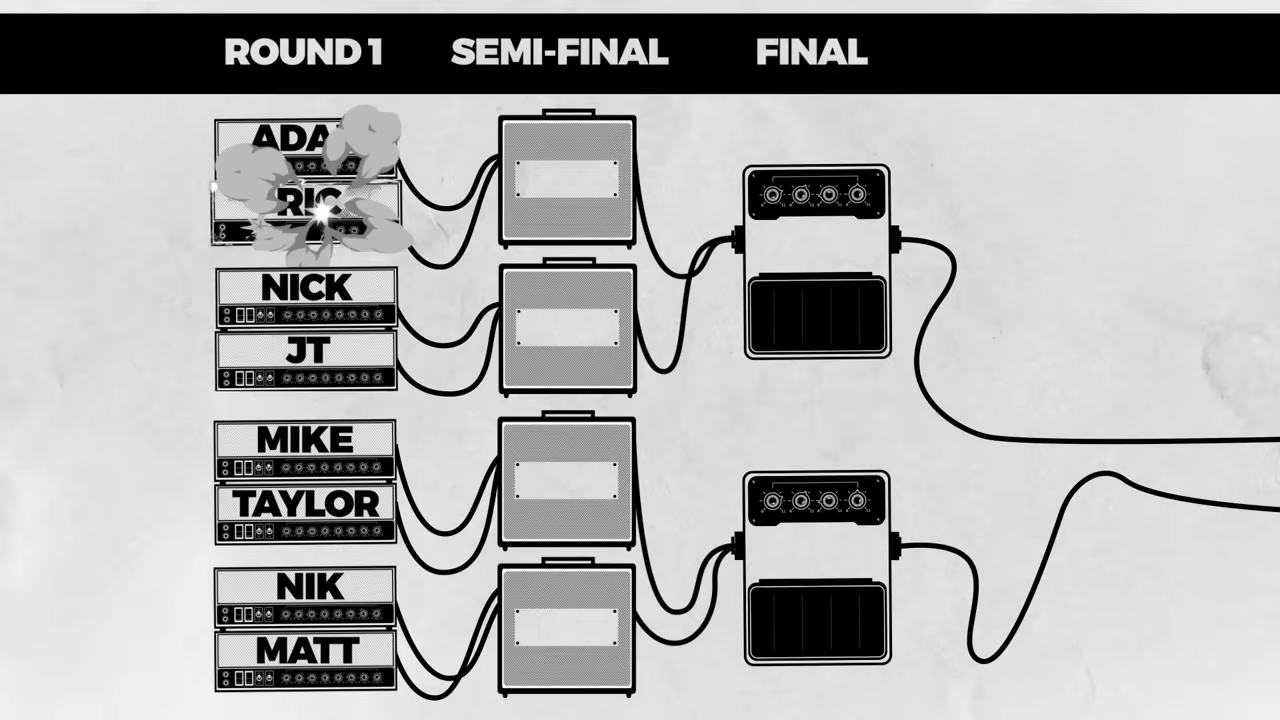 ROUND 1 SEMI-FINAL FINAL
NICK
JT
MIKE
TAYLOR
NIK
MATT